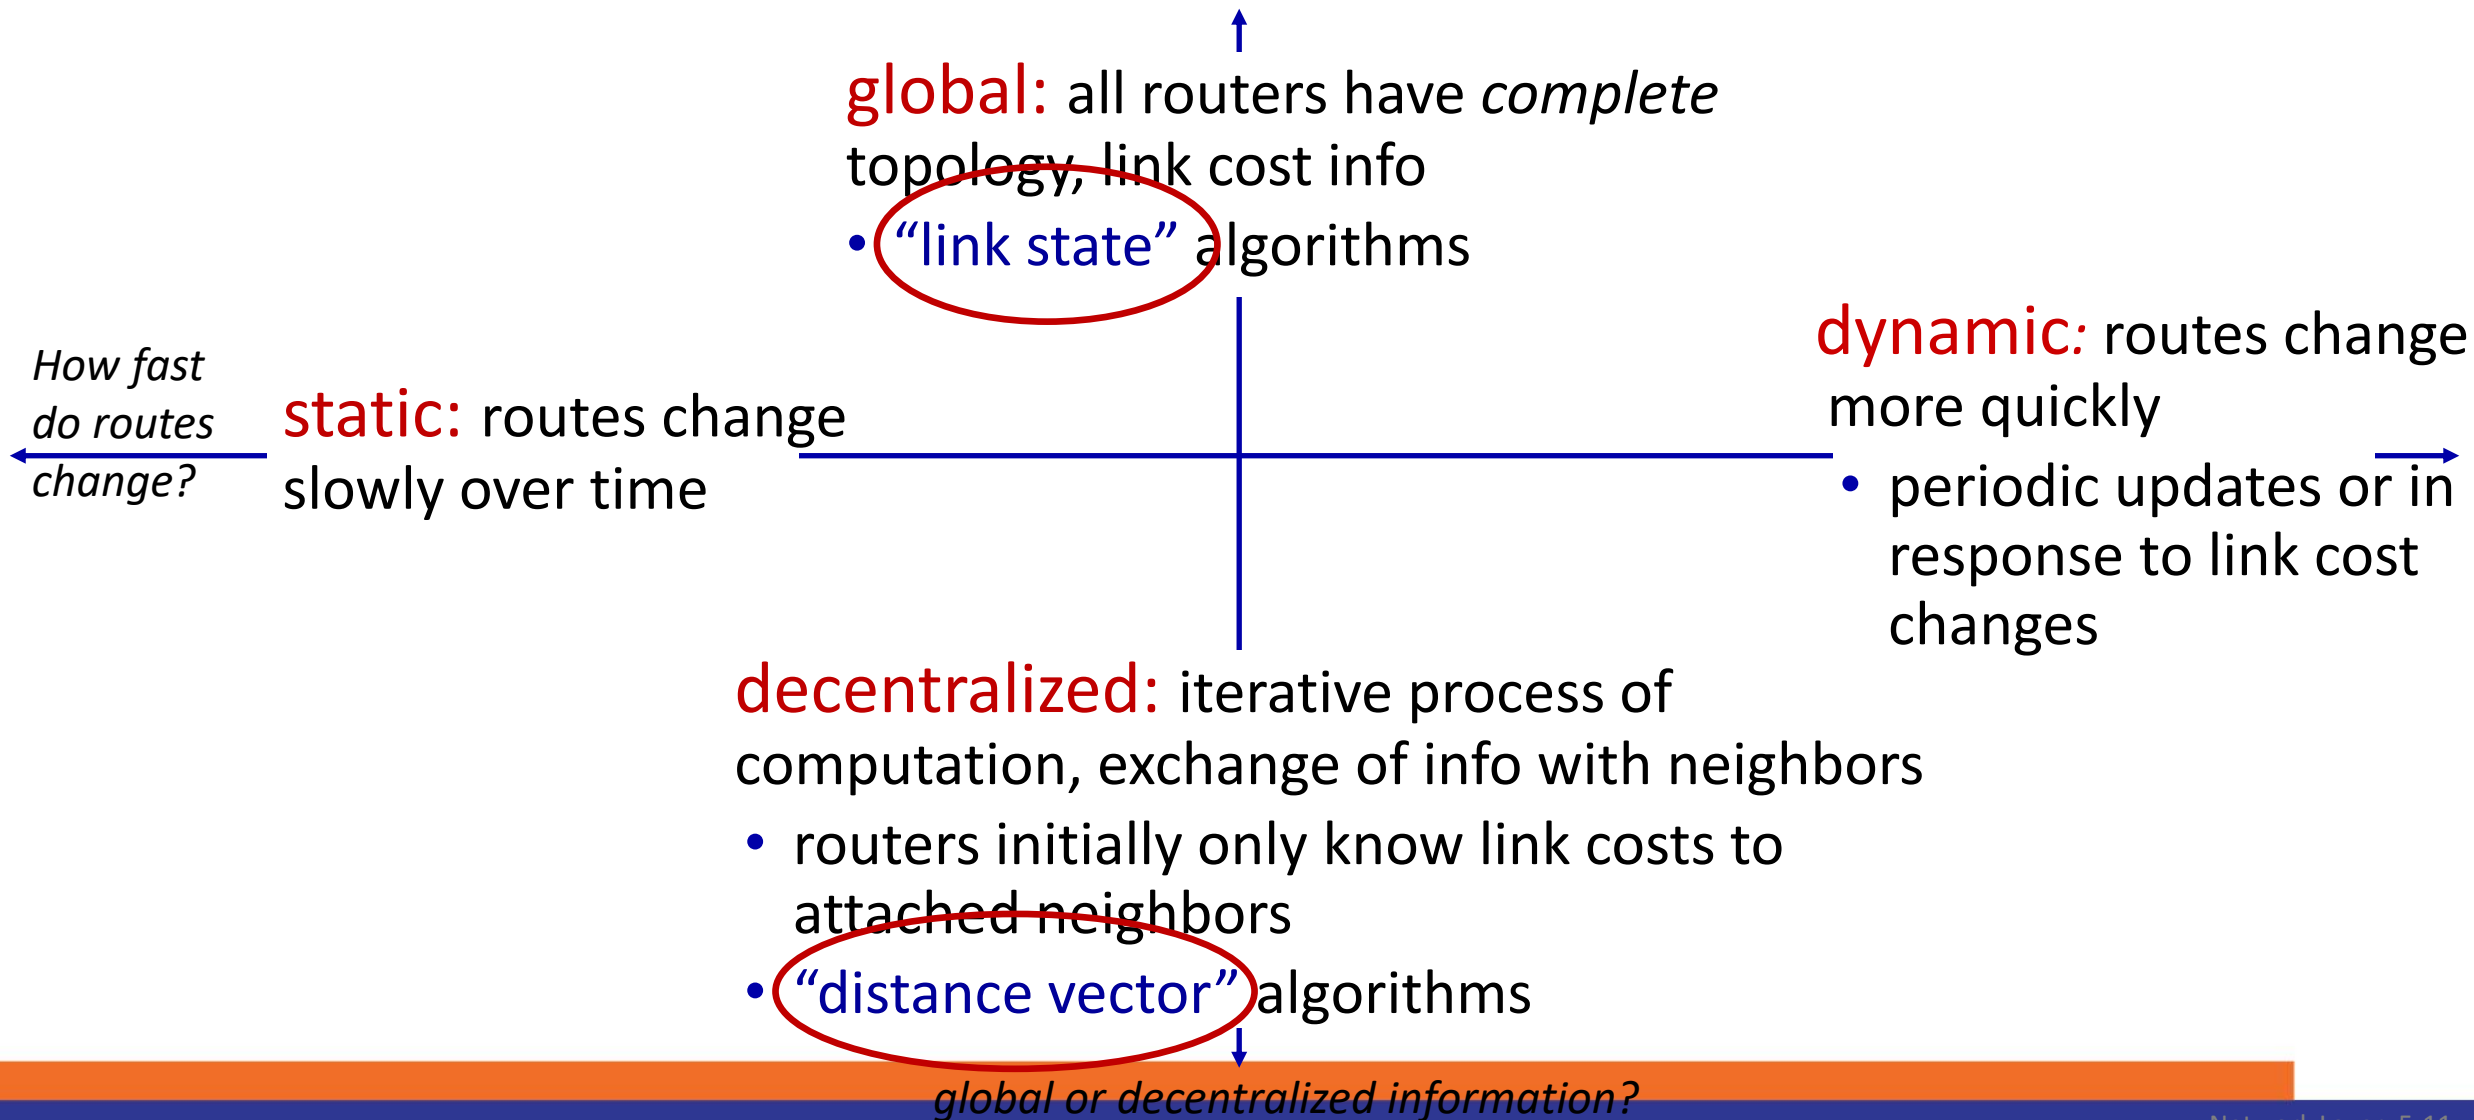 global: all routers have complete
topology, link cost info
• “link state” algorithms
How fast
do routes
change?
static: routes change
slowly over time
dynamic: routes change
more quickly
• periodic updates or in
response to link cost
changes
decentralized: iterative process of
computation, exchange of info with neighbors
• routers initially only know link costs to
attached neighbors
• “distance vector” algorithms
global or decentralized information?